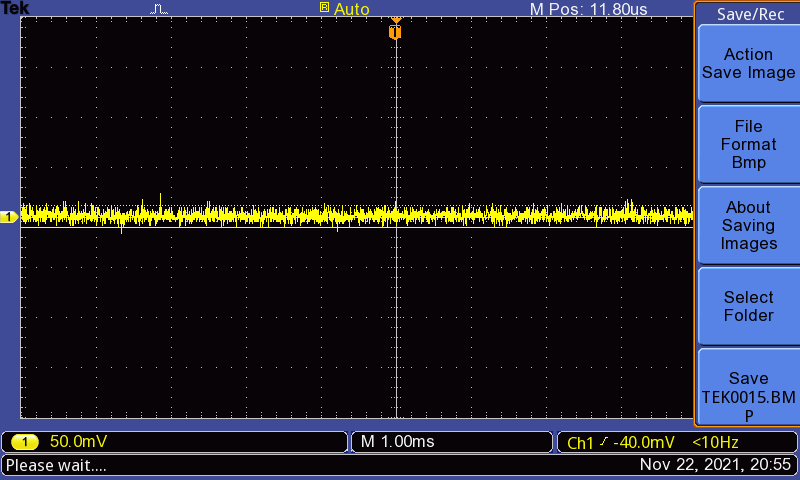 Tek
R Auto
M Pos: 11.80us
Save/Rec
T
Action
Save Image
File
Format
Bmp
1
About
Saving
Images
Select
Folder
Save
TEK0015.BM
P
1 50.0mV
M 1.00ms
Ch1 -40.0mV <10Hz
Please wait....
Nov 22, 2021, 20:55